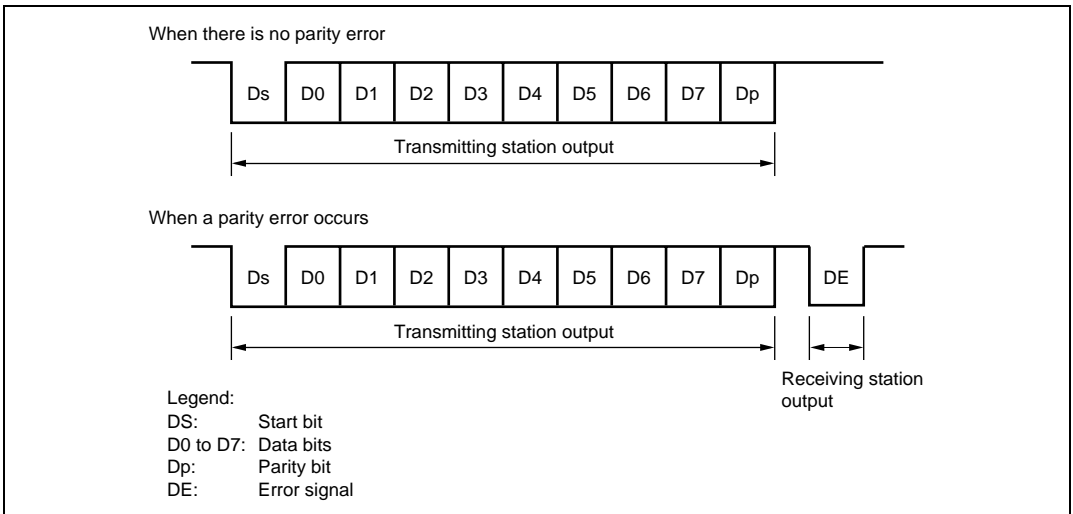 When there is no parity error
Ds D0 D1 D2 D3 D4 D5 D6 D7 Dp
Transmitting station output
When a parity error occurs
Ds D0 D1 D2 D3 D4 D5 D6 D7 Dp DE
Transmitting station output
Receiving station
output
Legend:
DS: Start bit
D0 to D7: Data bits
Dp: Parity bit
DE: Error signal